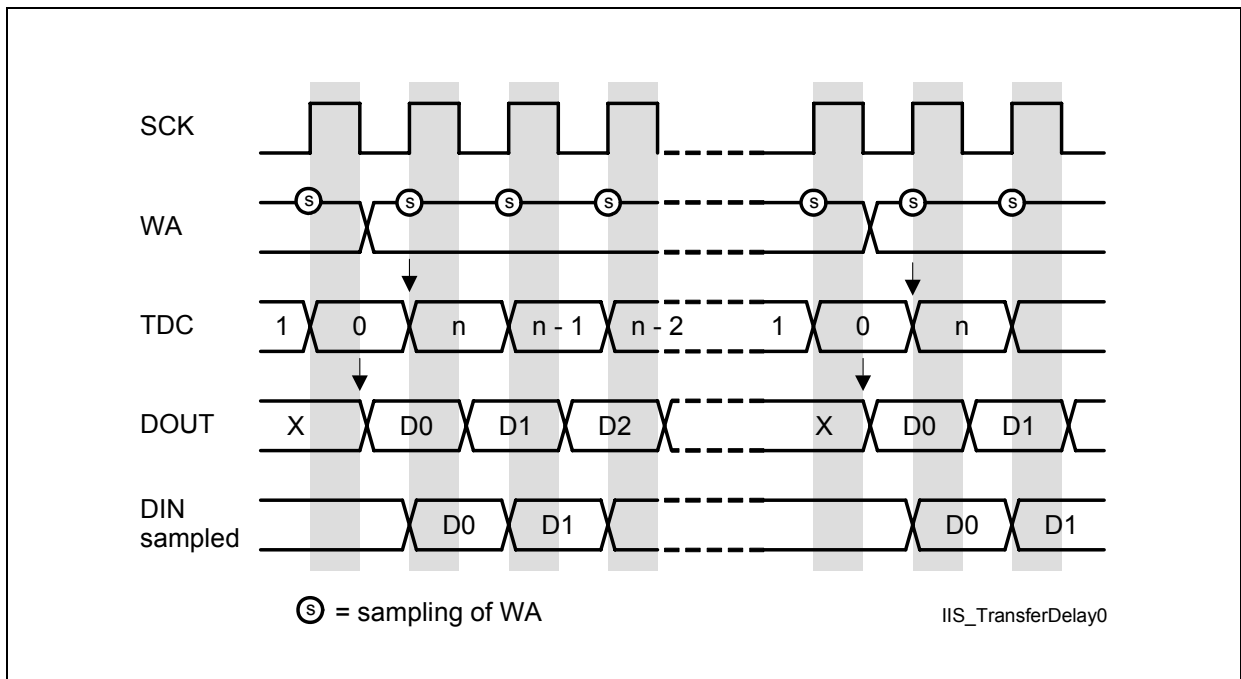 SCK
WA S S S S S S S
TDC 1 0 n n - 1 n - 2 1 0 n
DOUT X D0 D1 D2 X D0 D1
DIN sampled D0 D1 D0 D1
S = sampling of WA
IIS_TransferDelay0